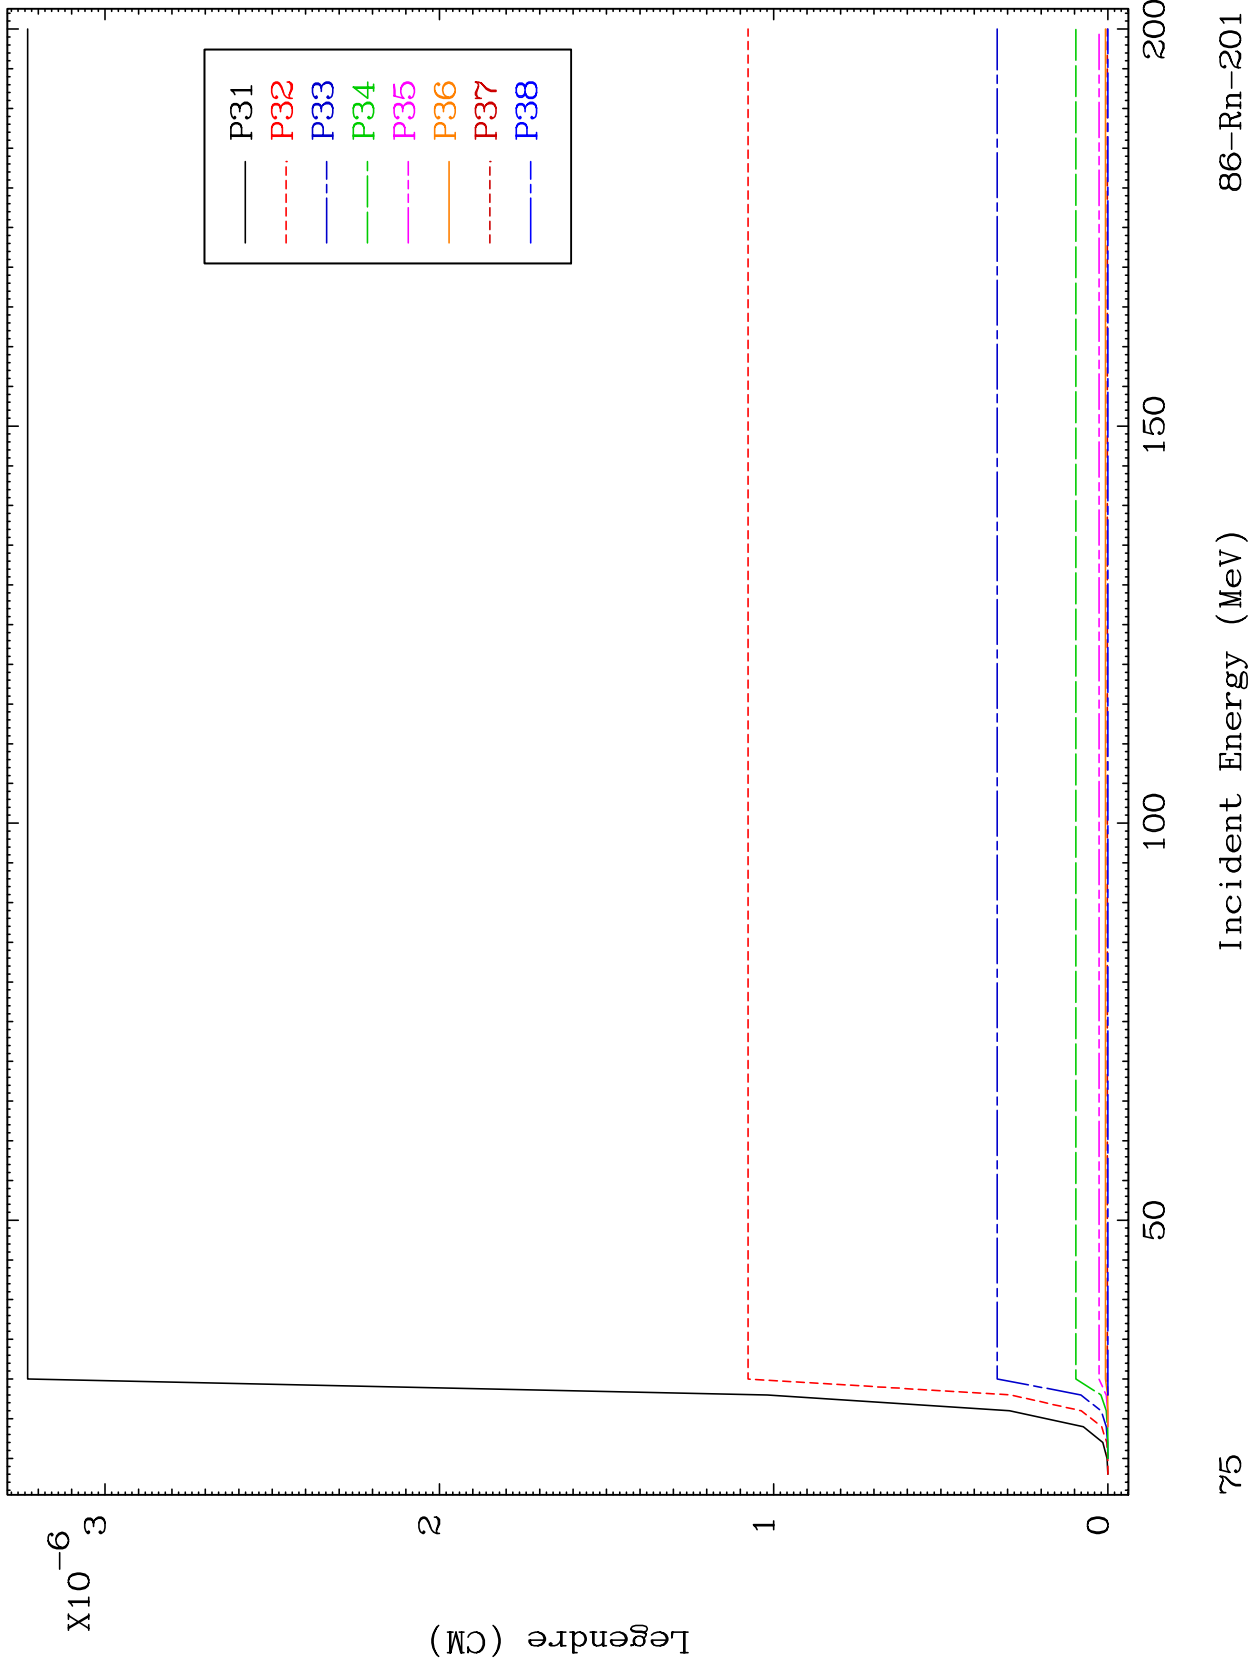 X10-6
3
2
1
0
Legendre (CM)
P31
P32
P33
P34
P35
P36
P37
P38
50
100
150
200
Incident Energy (MeV)
75
86-Rn-201